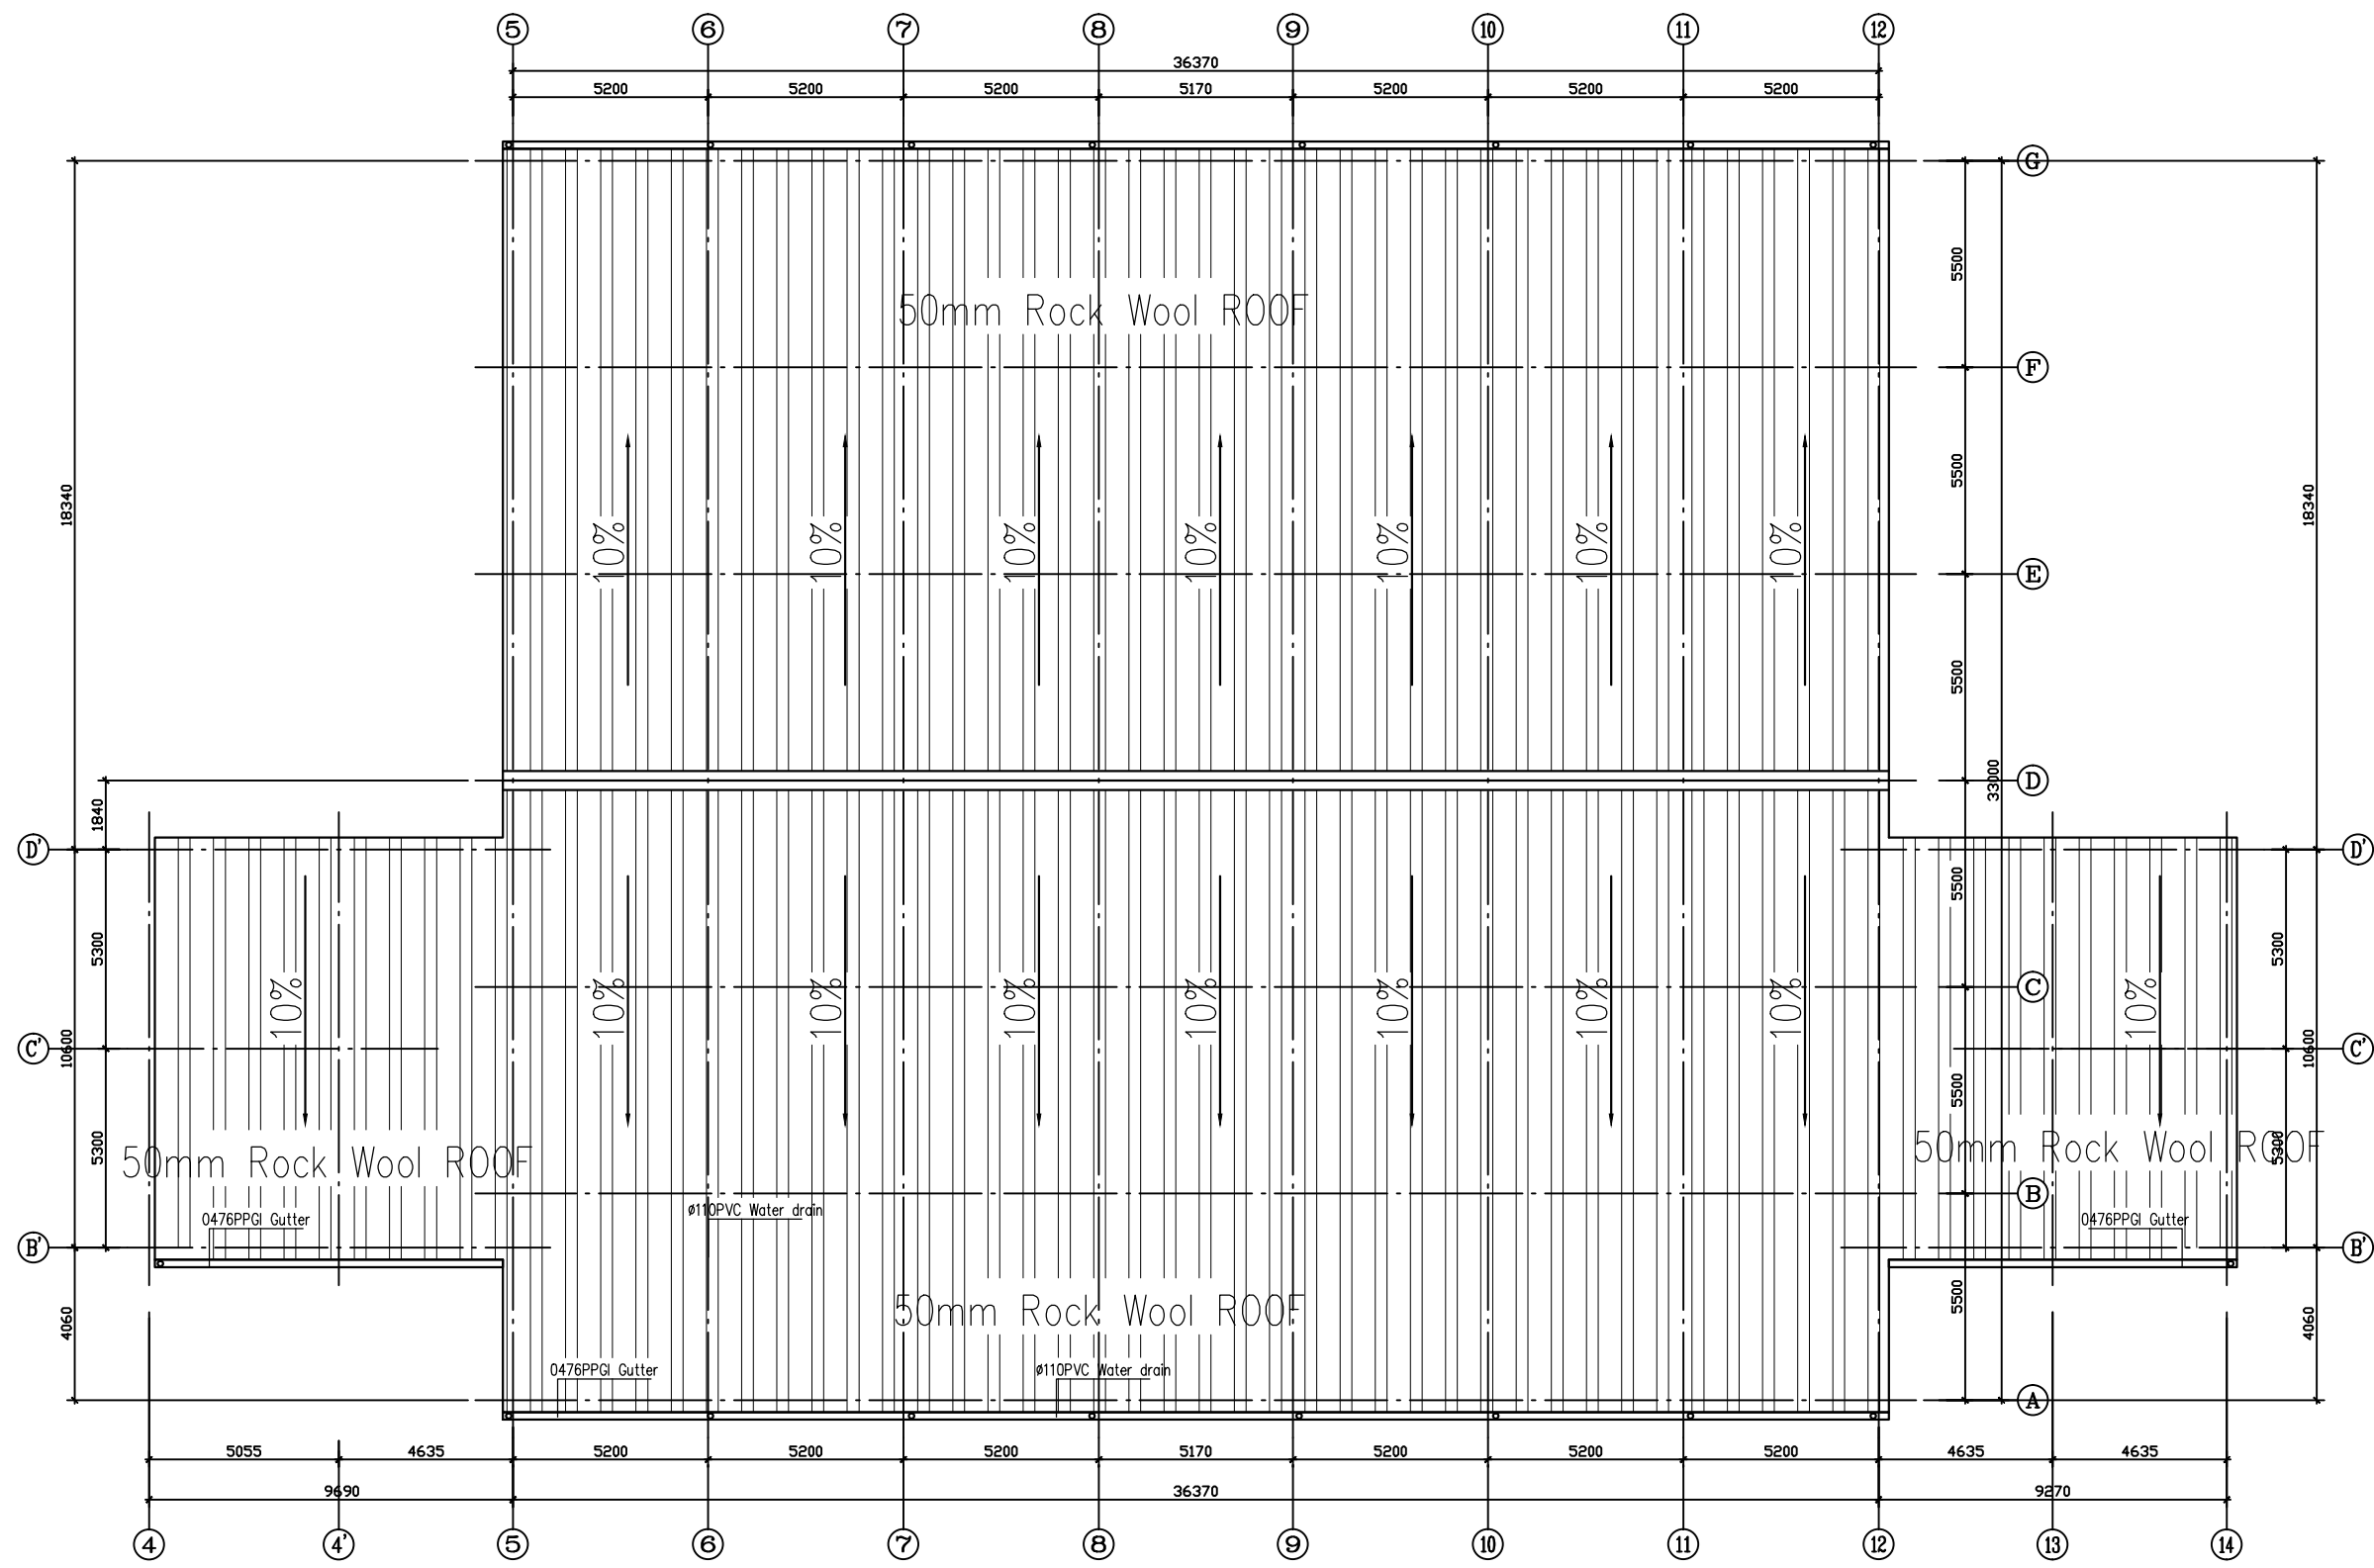 5 6 7 8 9 10 11 12
36370
5200 5200 5200 5170 5200 5200 5200
G
5500
50mm Rock Wool ROOF
F
18340
5500
18340
10% 10% 10% 10% 10% 10% 10%
E
5500
33000
D
1840
D'
D'
5500
5300
5300
10% 10% 10% 10% 10% 10% 10% 10% 10%
C
C'
10600
10600
C'
5500
5300
5300
50mm Rock Wool ROOF
50mm Rock Wool ROOF
B
ø110PVC Water drain
0476PPGI Gutter
0476PPGI Gutter
B'
B'
5500
50mm Rock Wool ROOF
4060
4060
0476PPGI Gutter
ø110PVC Water drain
A
5055 4635 5200 5200 5200 5170 5200 5200 5200 4635 4635
9690 36370 9270
4 4' 5 6 7 8 9 10 11 12 13 14